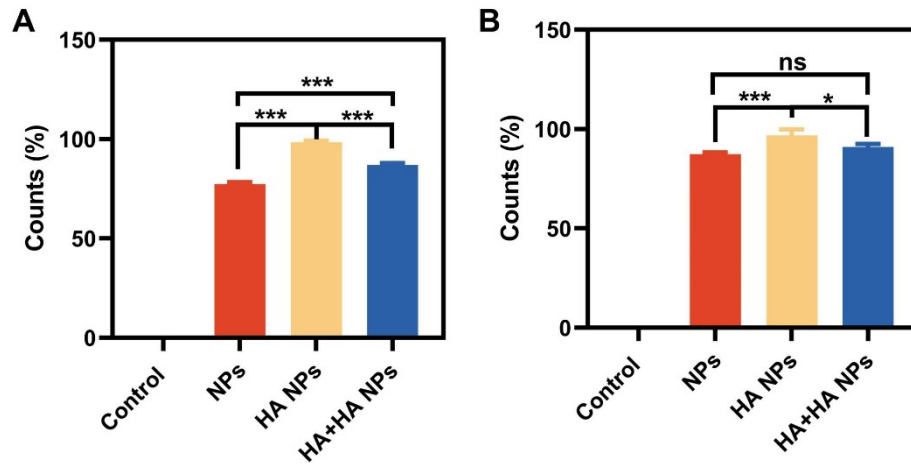 A
Counts (%)
150
100
50
0
***
*** ***
Control
NPs
HA NPs
HA+HA NPs
B
Counts (%)
150
100
50
0
ns
*** *
Control
NPs
HA NPs
HA+HA NPs